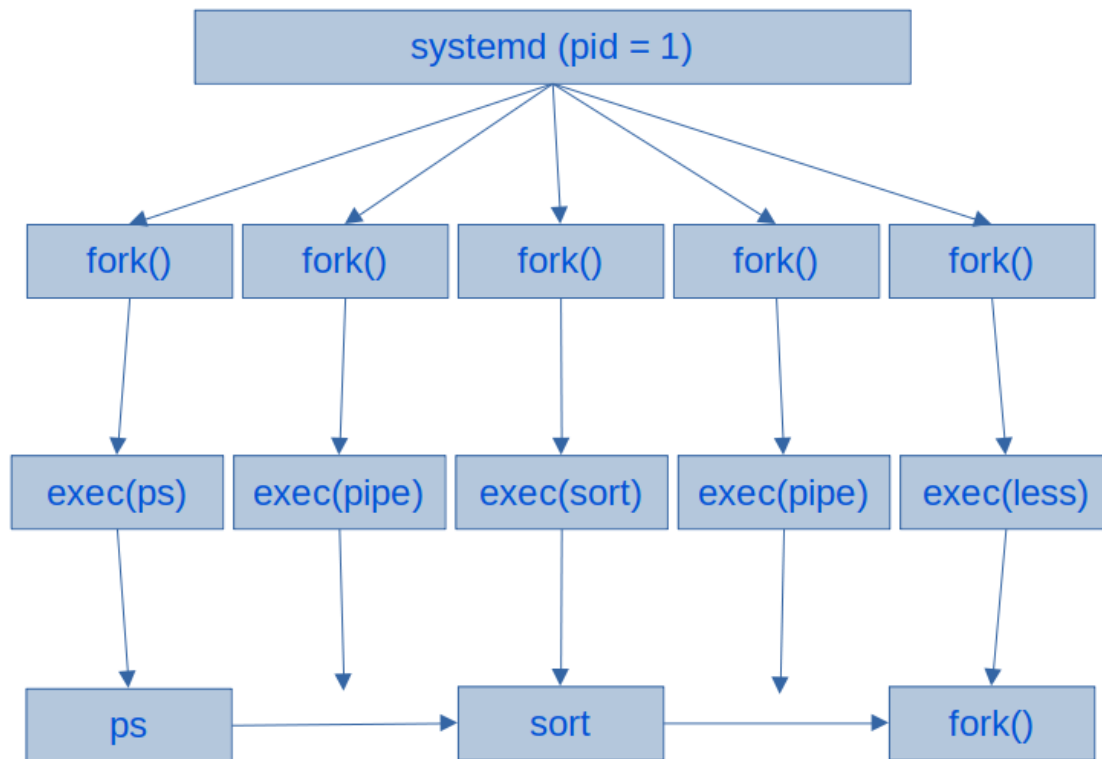 systemd (pid = 1)
fork()
fork()
fork()
fork()
fork()
exec(ps)
exec(pipe)
exec(sort)
exec(pipe)
exec(less)
ps
sort
fork()